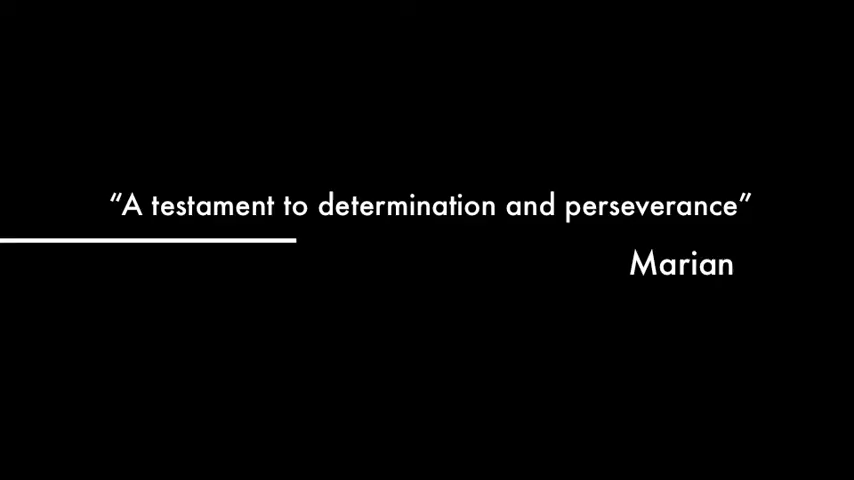 “A testament to determination and perseverance”
Marian